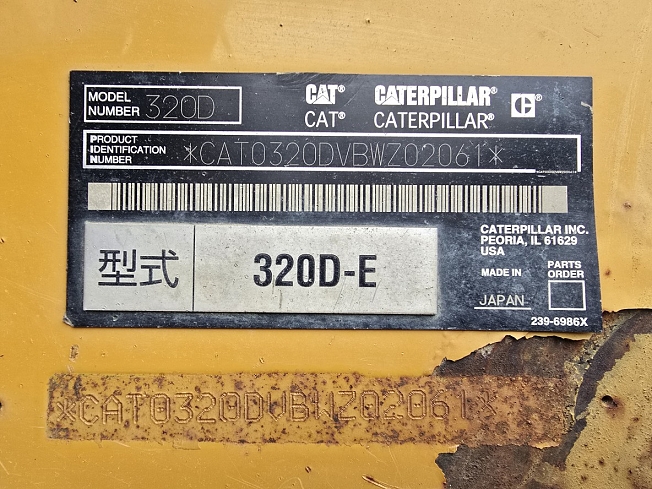 MODEL NUMBER 320D
CAT® CATERPILLAR® C®
CAT® CATERPILLAR®
PRODUCT IDENTIFICATION NUMBER *CAT0320DVBWZ02061*
*CAT0320DVBWZ02061*
型式 320D-E
CATERPILLAR INC.
PEORIA, IL 61629
USA
MADE IN JAPAN
PARTS ORDER
239-6986X
*CAT0320DVBWZ02061*